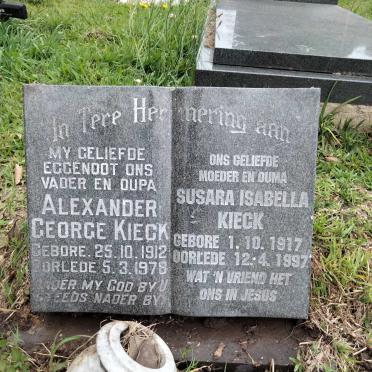 In Tere Herinnering aan
MY GELIEFDE
EGGENOOT ONS
VADER EN OUPA
ALEXANDER
GEORGE KIECK
GEBORE. 25.10.1912
OORLEDE 5.3.1979
NADER MY GOD BY U
STEEDS NADER BY U
ONS GELIEFDE
MOEDER EN OUMA
SUSARA ISABELLA
KIECK
GEBORE 1.10.1917
OORLEDE 12.4.1997
WAT 'N VRIEND HET
ONS IN JESUS